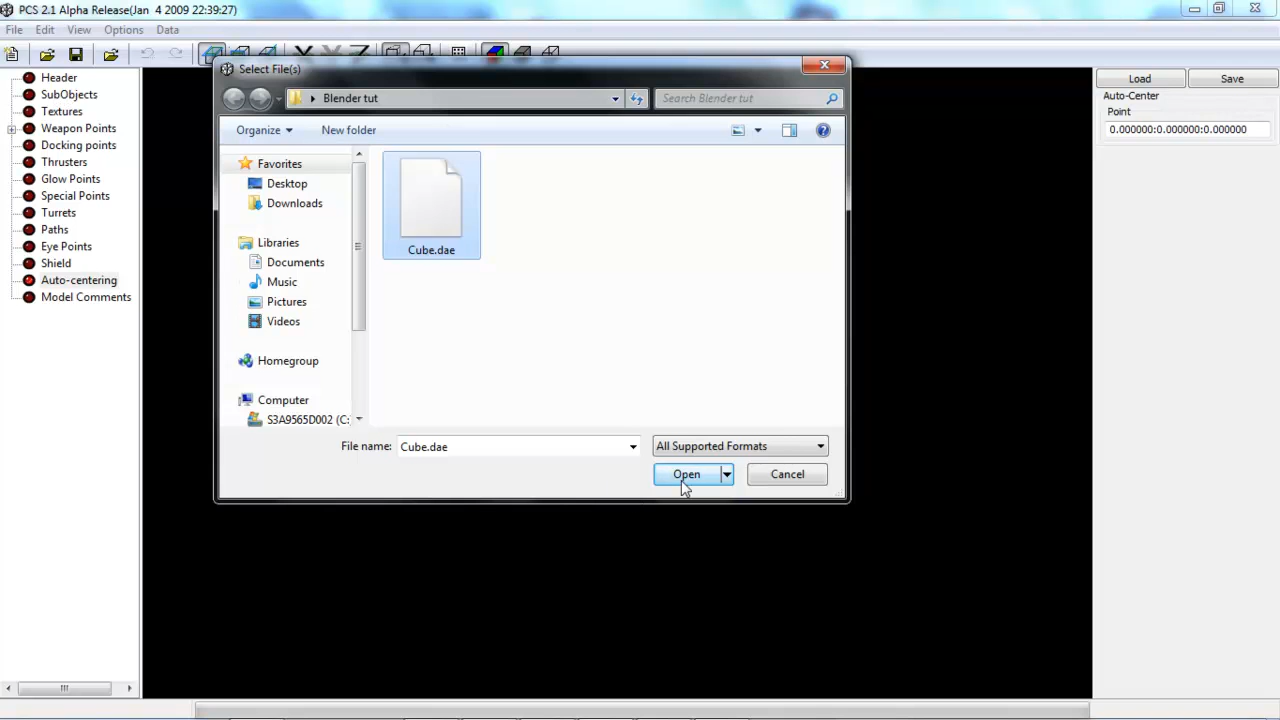 PCS 2.1 Alpha Release(Jan 4 2009 22:39:27)
File Edit View Options Data
Select File(s)
Blender tut
Search Blender tut
Organize New folder
Favorites
Desktop
Downloads
Libraries
Documents
Music
Pictures
Videos
Homegroup
Computer
S3A9565D002 (C:
Cube.dae
File name: Cube.dae All Supported Formats
Open Cancel
Header
SubObjects
Textures
Weapon Points
Docking points
Thrusters
Glow Points
Special Points
Turrets
Paths
Eye Points
Shield
Auto-centering
Model Comments
Load Save
Auto-Center
Point
0.000000:0.000000:0.000000